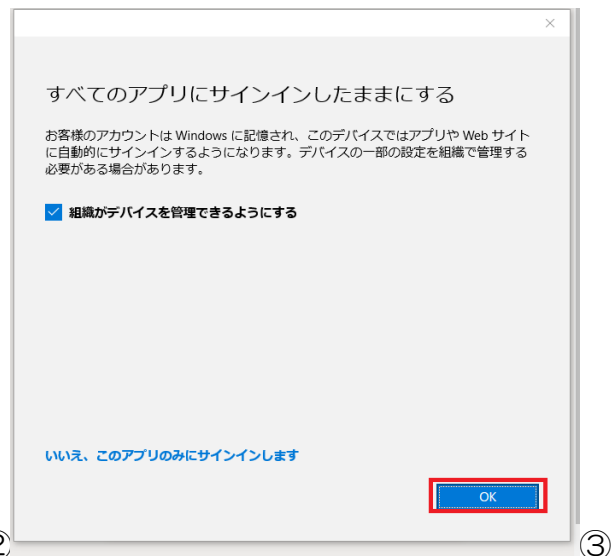 ×
すべてのアプリにサインインしたままにする
お客様のアカウントは Windows に記憶され、このデバイスではアプリや Web サイト
に自動的にサインインするようになります。デバイスの一部の設定を組織で管理する
必要がある場合があります。
組織がデバイスを管理できるようにする
いいえ、このアプリのみにサインインします
OK
② ③